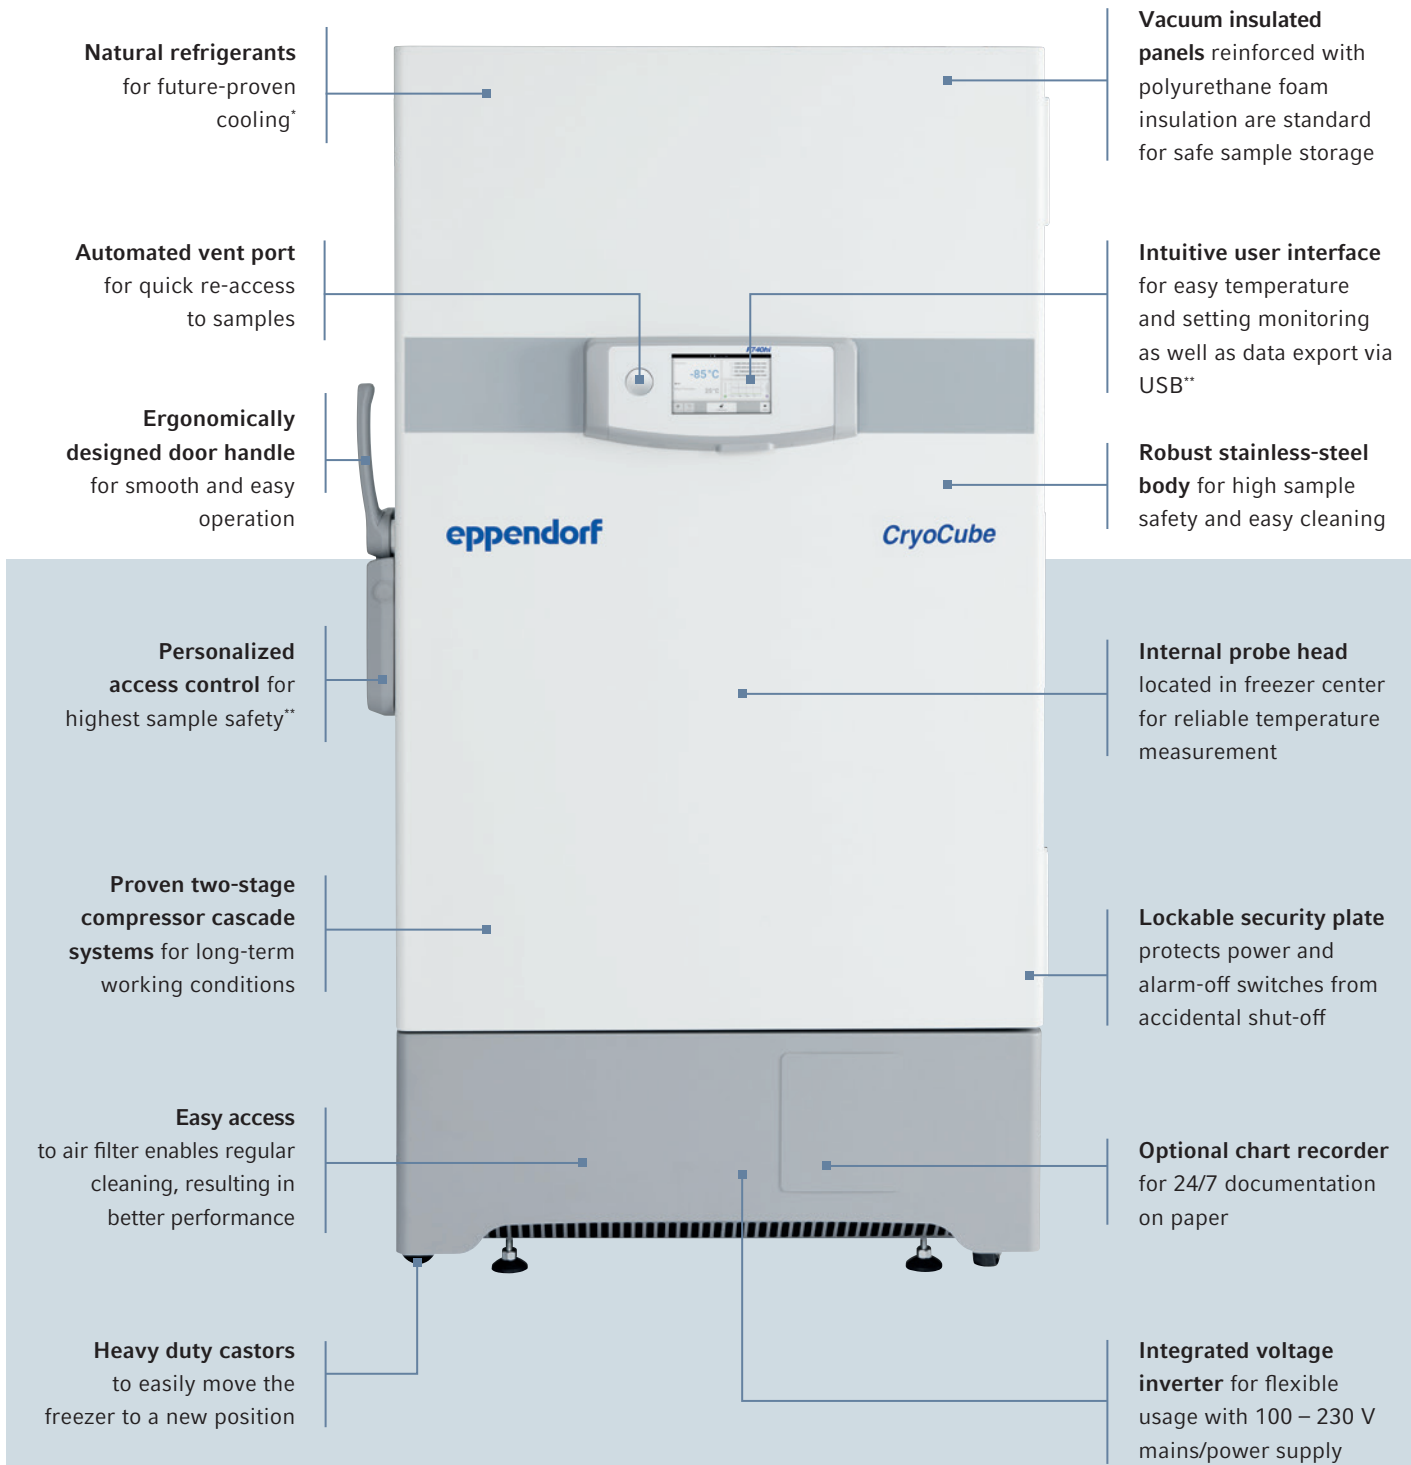 Natural refrigerants
for future-proven
cooling*
Automated vent port
for quick re-access
to samples
Ergonomically
designed door handle
for smooth and easy
operation
Personalized
access control for
highest sample safety**
Proven two-stage
compressor cascade
systems for long-term
working conditions
Easy access
to air filter enables regular
cleaning, resulting in
better performance
Heavy duty castors
to easily move the
freezer to a new position
F740hi
-85°C
eppendorf
CryoCube
Vacuum insulated
panels reinforced with
polyurethane foam
insulation are standard
for safe sample storage
Intuitive user interface
for easy temperature
and setting monitoring
as well as data export via
USB**
Robust stainless-steel
body for high sample
safety and easy cleaning
Internal probe head
located in freezer center
for reliable temperature
measurement
Lockable security plate
protects power and
alarm-off switches from
accidental shut-off
Optional chart recorder
for 24/7 documentation
on paper
Integrated voltage
inverter for flexible
usage with 100 – 230 V
mains/power supply